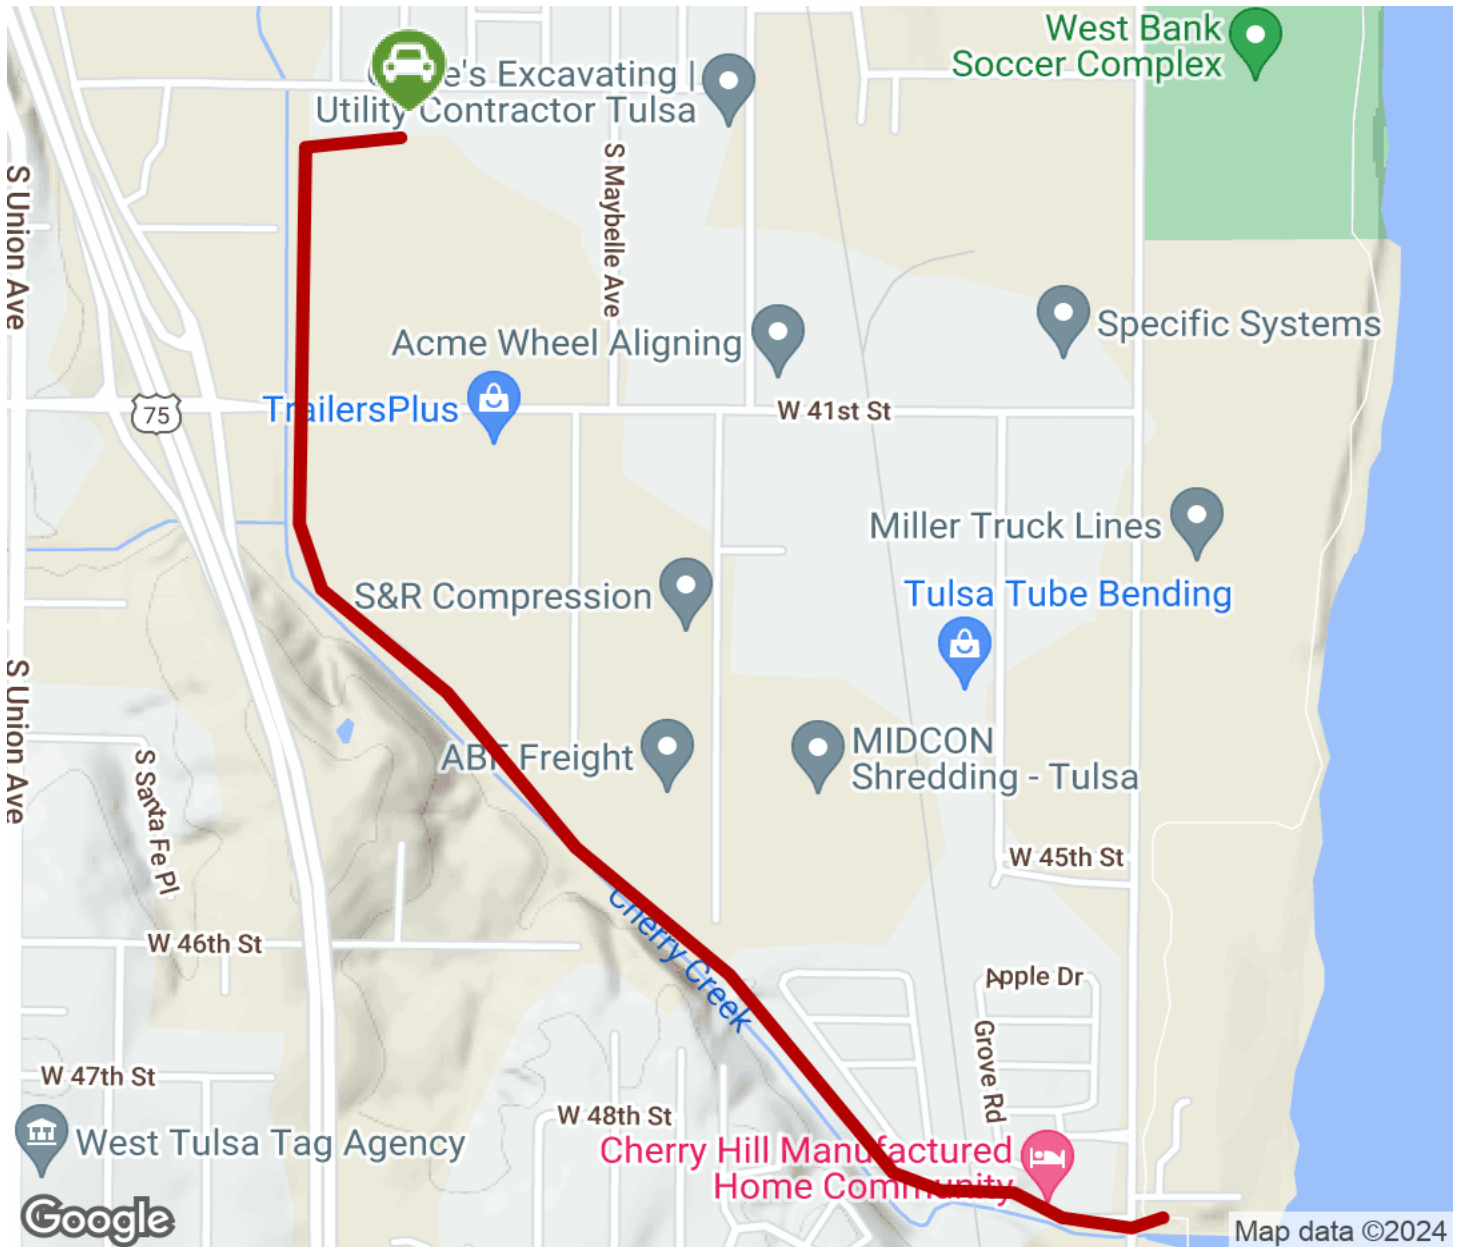 West Bank
Soccer Complex
e's Excavating |
Utility Contractor Tulsa
S Union Ave
S Maybelle Ave
Acme Wheel Aligning
Specific Systems
TrailersPlus
75
W 41st St
Miller Truck Lines
S&R Compression
Tulsa Tube Bending
S Union Ave
ABF Freight
MIDCON
Shredding - Tulsa
S Santa Fe Pl
W 45th St
Cherry Creek
W 46th St
Apple Dr
Grove Rd
W 47th St
W 48th St
West Tulsa Tag Agency
Cherry Hill Manufactured
Home Community
Google
Map data ©2024